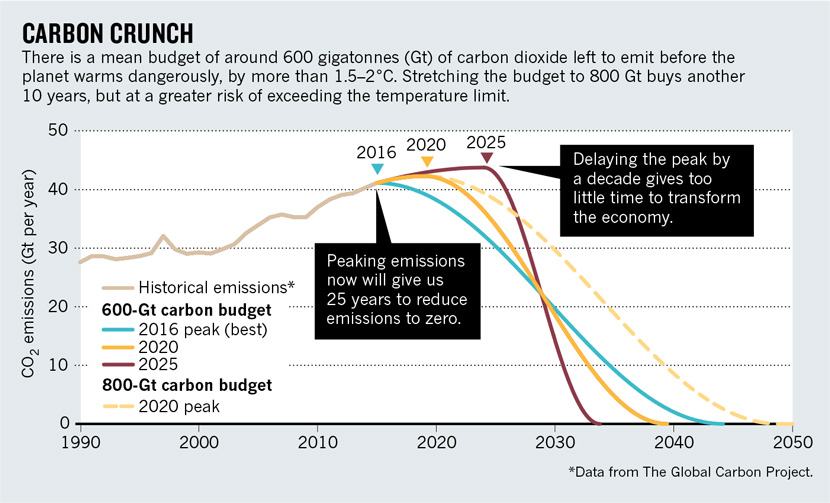 CARBON CRUNCH
There is a mean budget of around 600 gigatonnes (Gt) of carbon dioxide left to emit before the
planet warms dangerously, by more than 1.5–2°C. Stretching the budget to 800 Gt buys another
10 years, but at a greater risk of exceeding the temperature limit.
50
40
30
20
10
0
CO2 emissions (Gt per year)
2016
2020
2025
Delaying the peak by
a decade gives too
little time to transform
the economy.
Peaking emissions
now will give us
25 years to reduce
emissions to zero.
Historical emissions*
600-Gt carbon budget
2016 peak (best)
2020
2025
800-Gt carbon budget
2020 peak
1990
2000
2010
2020
2030
2040
2050
*Data from The Global Carbon Project.